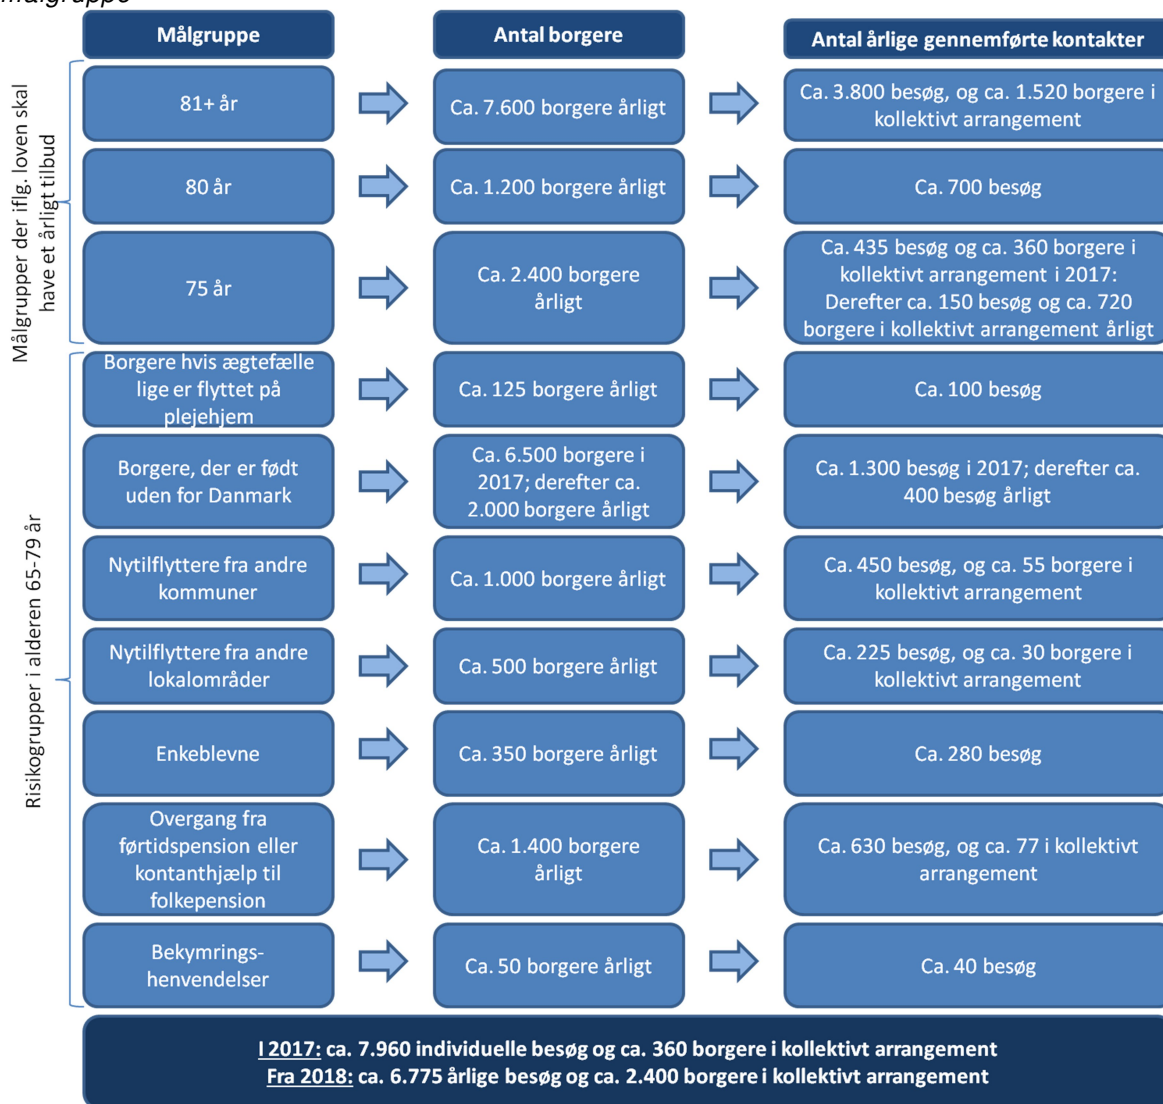 målgruppe
Målgruppe
Antal borgere
Antal årlige gennemførte kontakter
Målgrupper der iflg. loven skal
have et årligt tilbud
81+ år
Ca. 7.600 borgere årligt
Ca. 3.800 besøg, og ca. 1.520 borgere i
kollektivt arrangement
80 år
Ca. 1.200 borgere årligt
Ca. 700 besøg
75 år
Ca. 2.400 borgere
årligt
Ca. 435 besøg og ca. 360 borgere i
kollektivt arrangement i 2017:
Derefter ca. 150 besøg og ca. 720
borgere i kollektivt arrangement årligt
Risikogrupper i alderen 65-79 år
Borgere hvis ægtefælle
lige er flyttet på
plejehjem
Ca. 125 borgere årligt
Ca. 100 besøg
Borgere, der er født
uden for Danmark
Ca. 6.500 borgere i
2017; derefter ca.
2.000 borgere årligt
Ca. 1.300 besøg i 2017; derefter ca.
400 besøg årligt
Nytilflyttere fra andre
kommuner
Ca. 1.000 borgere årligt
Ca. 450 besøg, og ca. 55 borgere i
kollektivt arrangement
Nytilflyttere fra andre
lokalområder
Ca. 500 borgere årligt
Ca. 225 besøg, og ca. 30 borgere i
kollektivt arrangement
Enkeblevne
Ca. 350 borgere årligt
Ca. 280 besøg
Overgang fra
førtidspension eller
kontanthjælp til
folkepension
Ca. 1.400 borgere
årligt
Ca. 630 besøg, og ca. 77 i kollektivt
arrangement
Bekymrings-
henvendelser
Ca. 50 borgere årligt
Ca. 40 besøg
I 2017: ca. 7.960 individuelle besøg og ca. 360 borgere i kollektivt arrangement
Fra 2018: ca. 6.775 årlige besøg og ca. 2.400 borgere i kollektivt arrangement